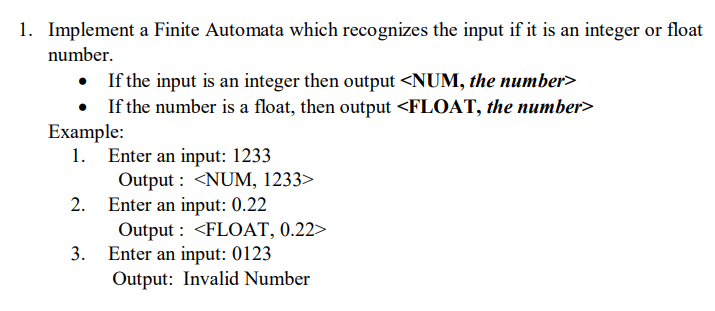 1. Implement a Finite Automata which recognizes the input if it is an integer or float
number.
• If the input is an integer then output <NUM, the number>
• If the number is a float, then output <FLOAT, the number>
Example:
1. Enter an input: 1233
Output : <NUM, 1233>
2. Enter an input: 0.22
Output : <FLOAT, 0.22>
3. Enter an input: 0123
Output: Invalid Number